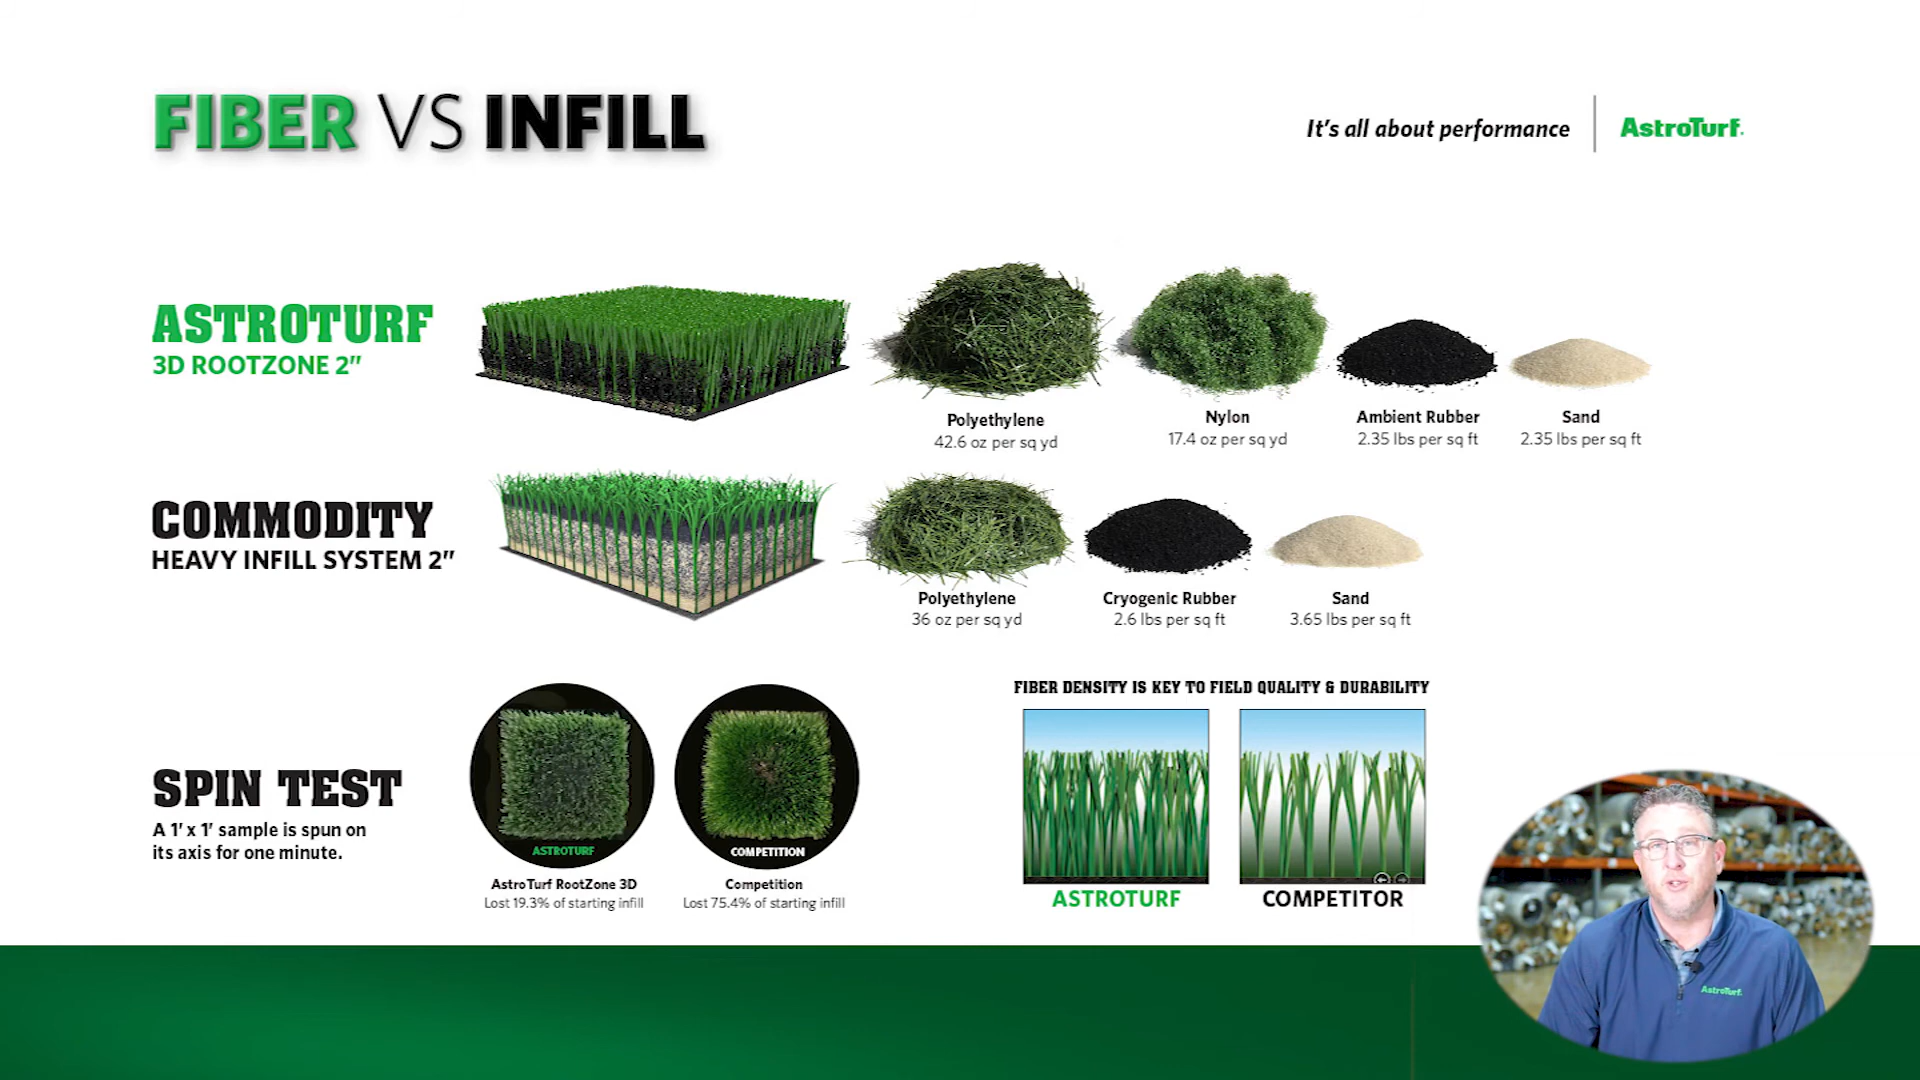 FIBER VS INFILL
It's all about performance
AstroTurf
ASTROTURF
3D ROOTZONE 2"
Polyethylene
42.6 oz per sq yd
Nylon
17.4 oz per sq yd
Ambient Rubber
2.35 lbs per sq ft
Sand
2.35 lbs per sq ft
COMMODITY
HEAVY INFILL SYSTEM 2"
Polyethylene
36 oz per sq yd
Cryogenic Rubber
2.6 lbs per sq ft
Sand
3.65 lbs per sq ft
SPIN TEST
A 1' x 1' sample is spun on
its axis for one minute.
ASTROTURF
AstroTurf RootZone 3D
Lost 19.3% of starting infill
COMPETITION
Competition
Lost 75.4% of starting infill
FIBER DENSITY IS KEY TO FIELD QUALITY & DURABILITY
ASTROTURF
COMPETITOR
AstroTurf